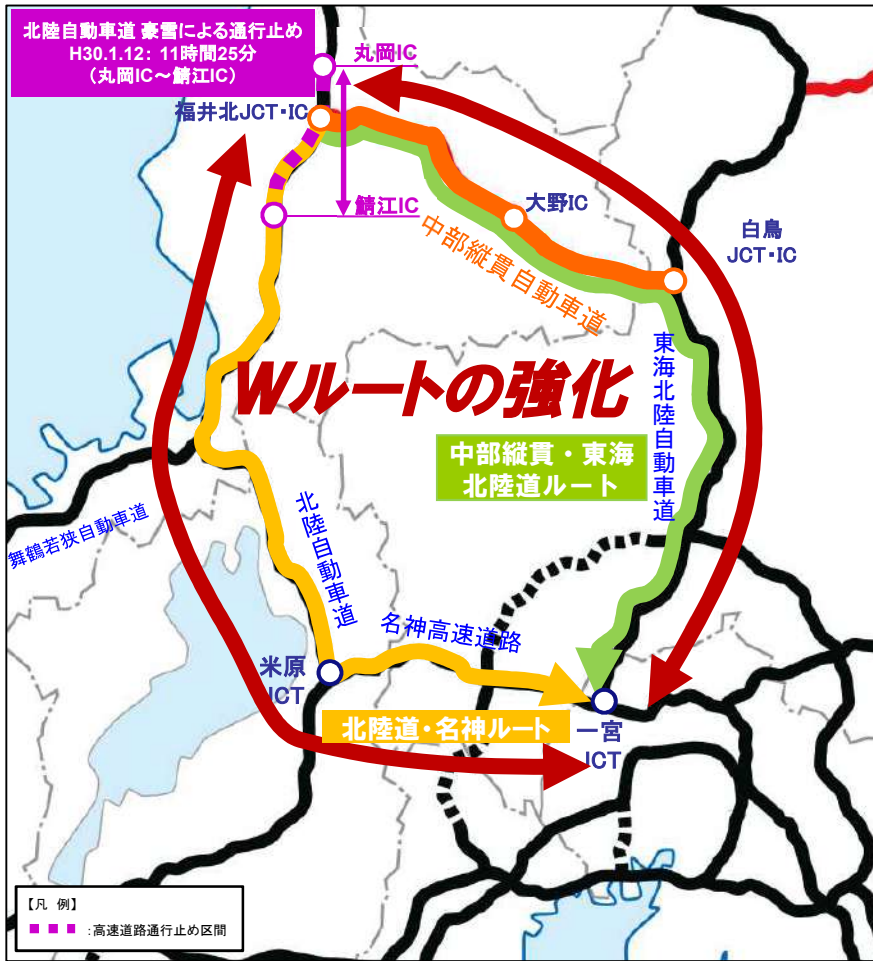 北陸自動車道 豪雪による通行止め
H30.1.12： 11時間25分
（丸岡IC～鯖江IC）
丸岡IC
福井北JCT・IC
鯖江IC
大野IC
白鳥
JCT・IC
中部縦貫自動車道
Wルートの強化
東海北陸自動車道
中部縦貫・東海
北陸道ルート
舞鶴若狭自動車道
北陸自動車道
名神高速道路
米原
JCT
北陸道・名神ルート
一宮
JCT
【凡 例】
：高速道路通行止め区間